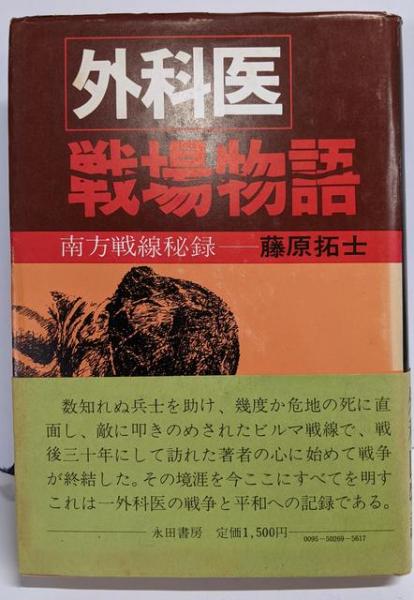 外科医
戦場物語
南方戦線秘録──藤原拓士
数知れぬ兵士を助け、幾度か危地の死に直
面し、敵に叩きのめされたビルマ戦線で、戦
後三十年にして訪れた著者の心に始めて戦争
が終結した。その境涯を今ここにすべてを明す
これは一外科医の戦争と平和への記録である。
──永田書房 定価1,500円── 0095-50269-5617